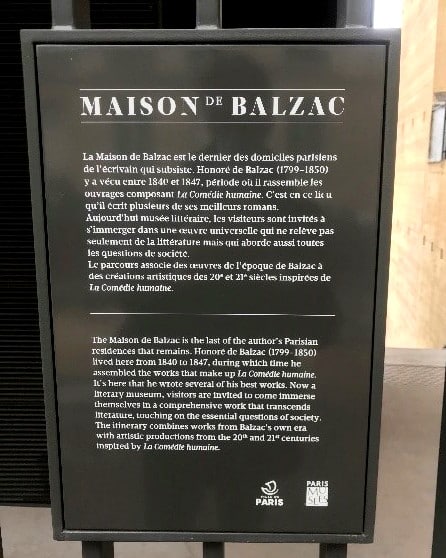 MAISON DE BALZAC
La Maison de Balzac est le dernier des domiciles parisiens
de l'écrivain qui subsiste. Honoré de Balzac (1799-1850)
y a vécu entre 1840 et 1847, période où il rassemble les
ouvrages composant La Comédie humaine. C'est en ce lieu
qu'il écrit plusieurs de ses meilleurs romans.
Aujourd'hui musée littéraire, les visiteurs sont invités à
s'immerger dans une œuvre universelle qui ne relève pas
seulement de la littérature mais qui aborde aussi toutes
les questions de société.
Le parcours associe des œuvres de l'époque de Balzac à
des créations artistiques des 20e et 21e siècles inspirées de
La Comédie humaine.
The Maison de Balzac is the last of the author's Parisian
residences that remains. Honoré de Balzac (1799-1850)
lived here from 1840 to 1847, during which time he
assembled the works that make up La Comédie humaine.
It's here that he wrote several of his best works. Now a
literary museum, visitors are invited to come immerse
themselves in a comprehensive work that transcends
literature, touching on the essential questions of society.
The itinerary combines works from Balzac's own era
with artistic productions from the 20th and 21st centuries
inspired by La Comédie humaine.
VILLE DE
PARIS
PARIS
MUSÉES